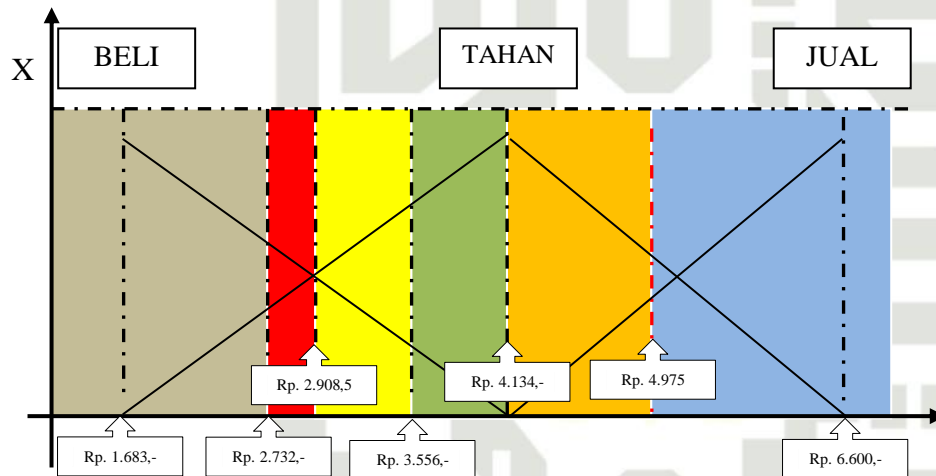 BELI
TAHAN
JUAL
X
Rp. 2.908,5
Rp. 4.134,-
Rp. 4.975
Rp. 1.683,-
Rp. 2.732,-
Rp. 3.556,-
Rp. 6.600,-